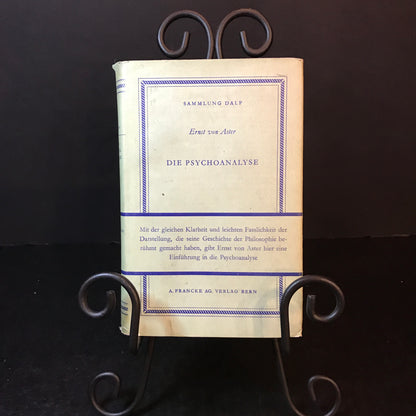 SAMMLUNG DALP
Ernst von Aster
DIE PSYCHOANALYSE
Mit der gleichen Klarheit und leichten Fasslichkeit der
Darstellung, die seine Geschichte der Philosophie be-
rühmt gemacht haben, gibt Ernst von Aster hier eine
Einführung in die Psychoanalyse
A. FRANCKE AG. VERLAG BERN